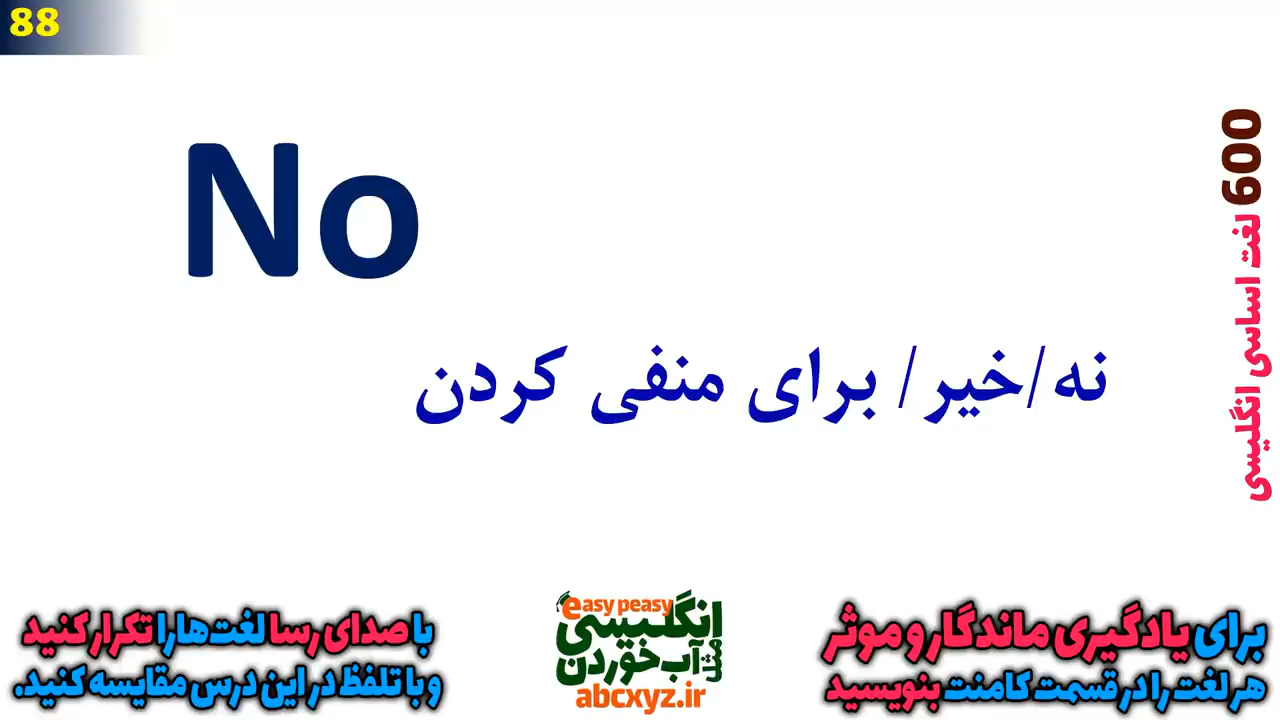 88
No
نه/خیر/ برای منفی کردن
600 لغت اساسی انگلیسی
برای یادگیری ماندگار و موثر
هر لغت را در قسمت کامنت بنویسید
easy peasy
انگلیسی
مثل
آب خوردن
abcxyz.ir
با صدای رسا لغت‌ها را تکرار کنید
و با تلفظ در این درس مقایسه کنید.